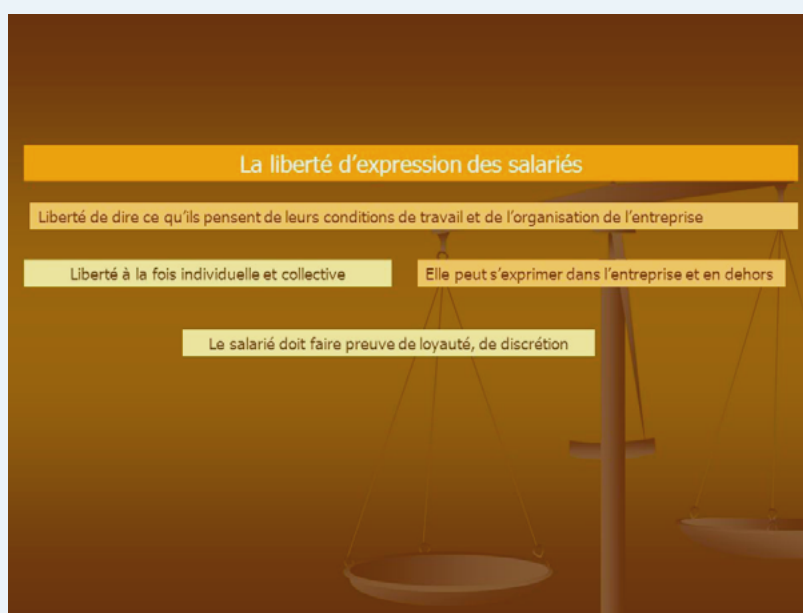 La liberté d'expression des salariés
Liberté de dire ce qu'ils pensent de leurs conditions de travail et de l'organisation de l'entreprise
Liberté à la fois individuelle et collective
Elle peut s'exprimer dans l'entreprise et en dehors
Le salarié doit faire preuve de loyauté, de discrétion